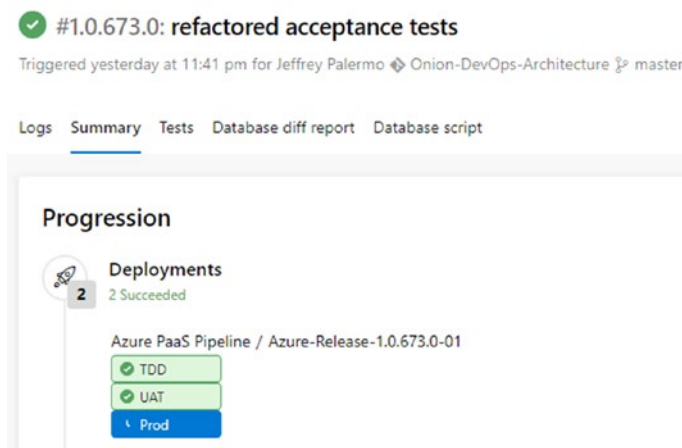 #1.0.673.0: refactored acceptance tests
Triggered yesterday at 11:41 pm for Jeffrey Palermo Onion-DevOps-Architecture master
Logs Summary Tests Database diff report Database script
Progression
Deployments
2
2 Succeeded
Azure PaaS Pipeline / Azure-Release-1.0.673.0-01
TDD
UAT
Prod